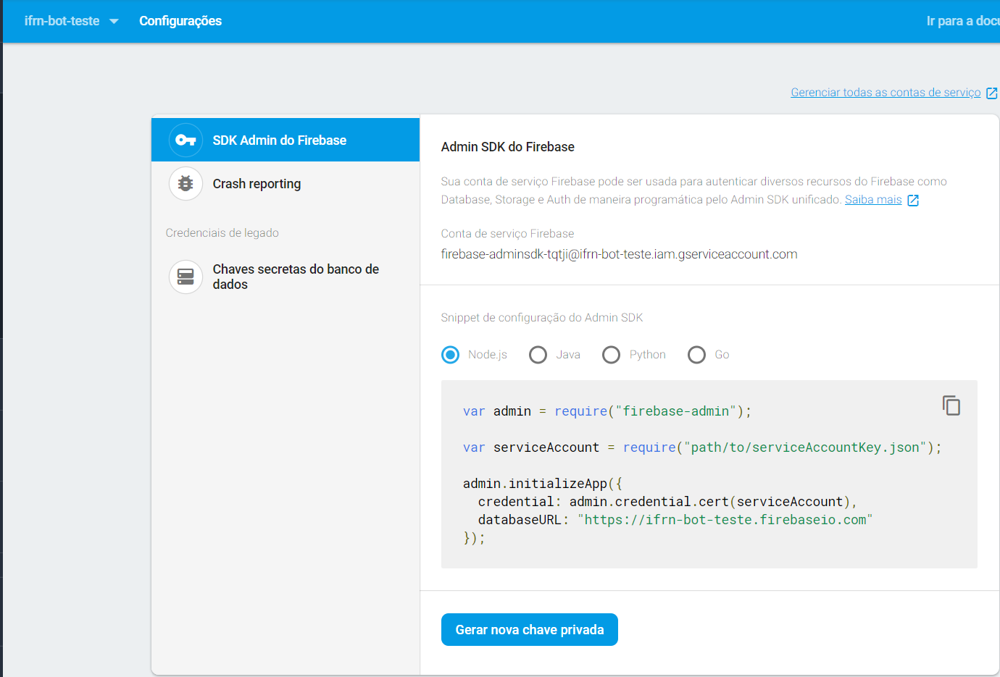 ifrn-bot-teste
Configurações
Ir para a docu
Gerenciar todas as contas de serviço
SDK Admin do Firebase
Crash reporting
Credenciais de legado
Chaves secretas do banco de
dados
Admin SDK do Firebase
Sua conta de serviço Firebase pode ser usada para autenticar diversos recursos do Firebase como
Database, Storage e Auth de maneira programática pelo Admin SDK unificado. Saiba mais
Conta de serviço Firebase
firebase-adminsdk-tqtji@ifrn-bot-teste.iam.gserviceaccount.com
Snippet de configuração do Admin SDK
Node.js Java Python Go
var admin = require("firebase-admin");
var serviceAccount = require("path/to/serviceAccountKey.json");
admin.initializeApp({
  credential: admin.credential.cert(serviceAccount),
  databaseURL: "https://ifrn-bot-teste.firebaseio.com"
});
Gerar nova chave privada